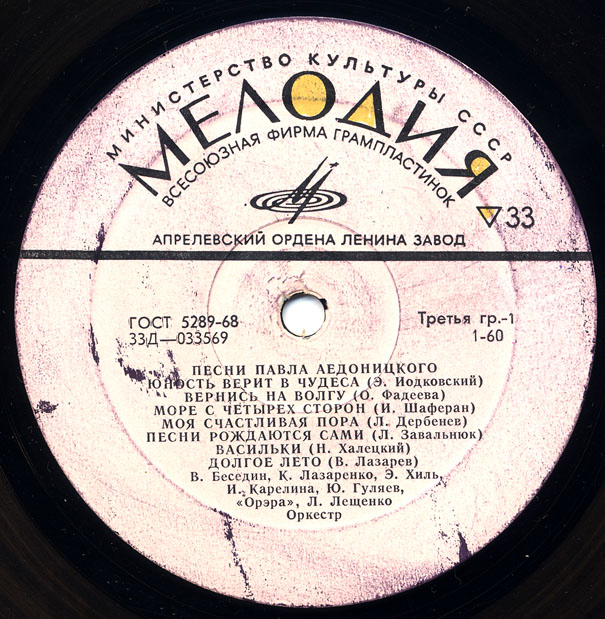 МИНИСТЕРСТВО КУЛЬТУРЫ СССР
МЕЛОДИЯ
ВСЕСОЮЗНАЯ ФИРМА ГРАМПЛАСТИНОК
33
АПРЕЛЕВСКИЙ ОРДЕНА ЛЕНИНА ЗАВОД
ГОСТ 5289-68
Третья гр.-1
33Д—033569
1-60
ПЕСНИ ПАВЛА АЕДОНИЦКОГО
ЮНОСТЬ ВЕРИТ В ЧУДЕСА (Э. Иодковский)
ВЕРНИСЬ НА ВОЛГУ (О. Фадеева)
МОРЕ С ЧЕТЫРЕХ СТОРОН (И. Шаферан)
МОЯ СЧАСТЛИВАЯ ПОРА (Л. Дербенев)
ПЕСНИ РОЖДАЮТСЯ САМИ (Л. Завальнюк)
ВАСИЛЬКИ (Н. Халецкий)
ДОЛГОЕ ЛЕТО (В. Лазарев)
В. Беседин, К. Лазаренко, Э. Хиль,
И. Карелина, Ю. Гуляев,
«Орэра», Л. Лещенко
Оркестр